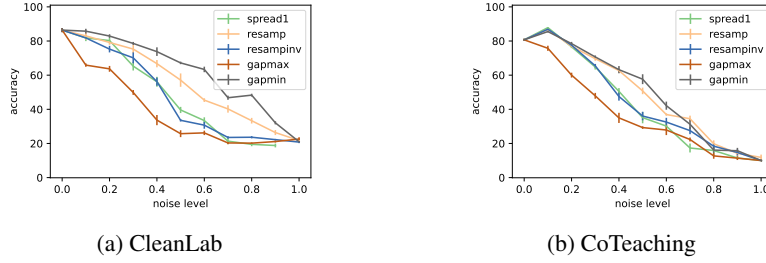 100
80
60
40
20
0
accuracy
0.0 0.2 0.4 0.6 0.8 1.0
noise level
spread1
resamp
resampinv
gapmax
gapmin
(a) CleanLab
100
80
60
40
20
0
accuracy
0.0 0.2 0.4 0.6 0.8 1.0
noise level
spread1
resamp
resampinv
gapmax
gapmin
(b) CoTeaching